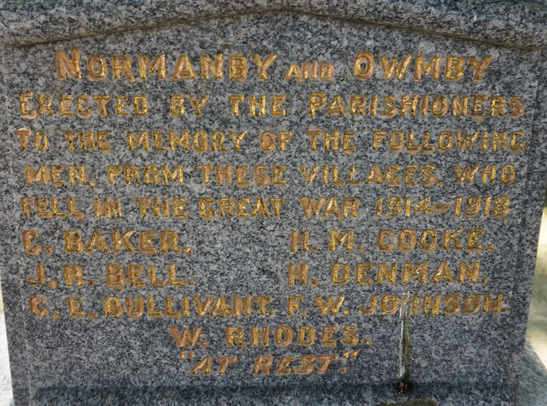 NORMANBY AND OWMBY
ERECTED BY THE PARISHIONERS
TO THE MEMORY OF THE FOLLOWING
MEN, FROM THESE VILLAGES, WHO
FELL IN THE GREAT WAR 1914-1918
C. BAKER. H. M. COOKE.
J. R. BELL. H. DENMAN.
C. E. BULLIVANT. F. W. JOHNSON.
W. RHODES.
"AT REST".